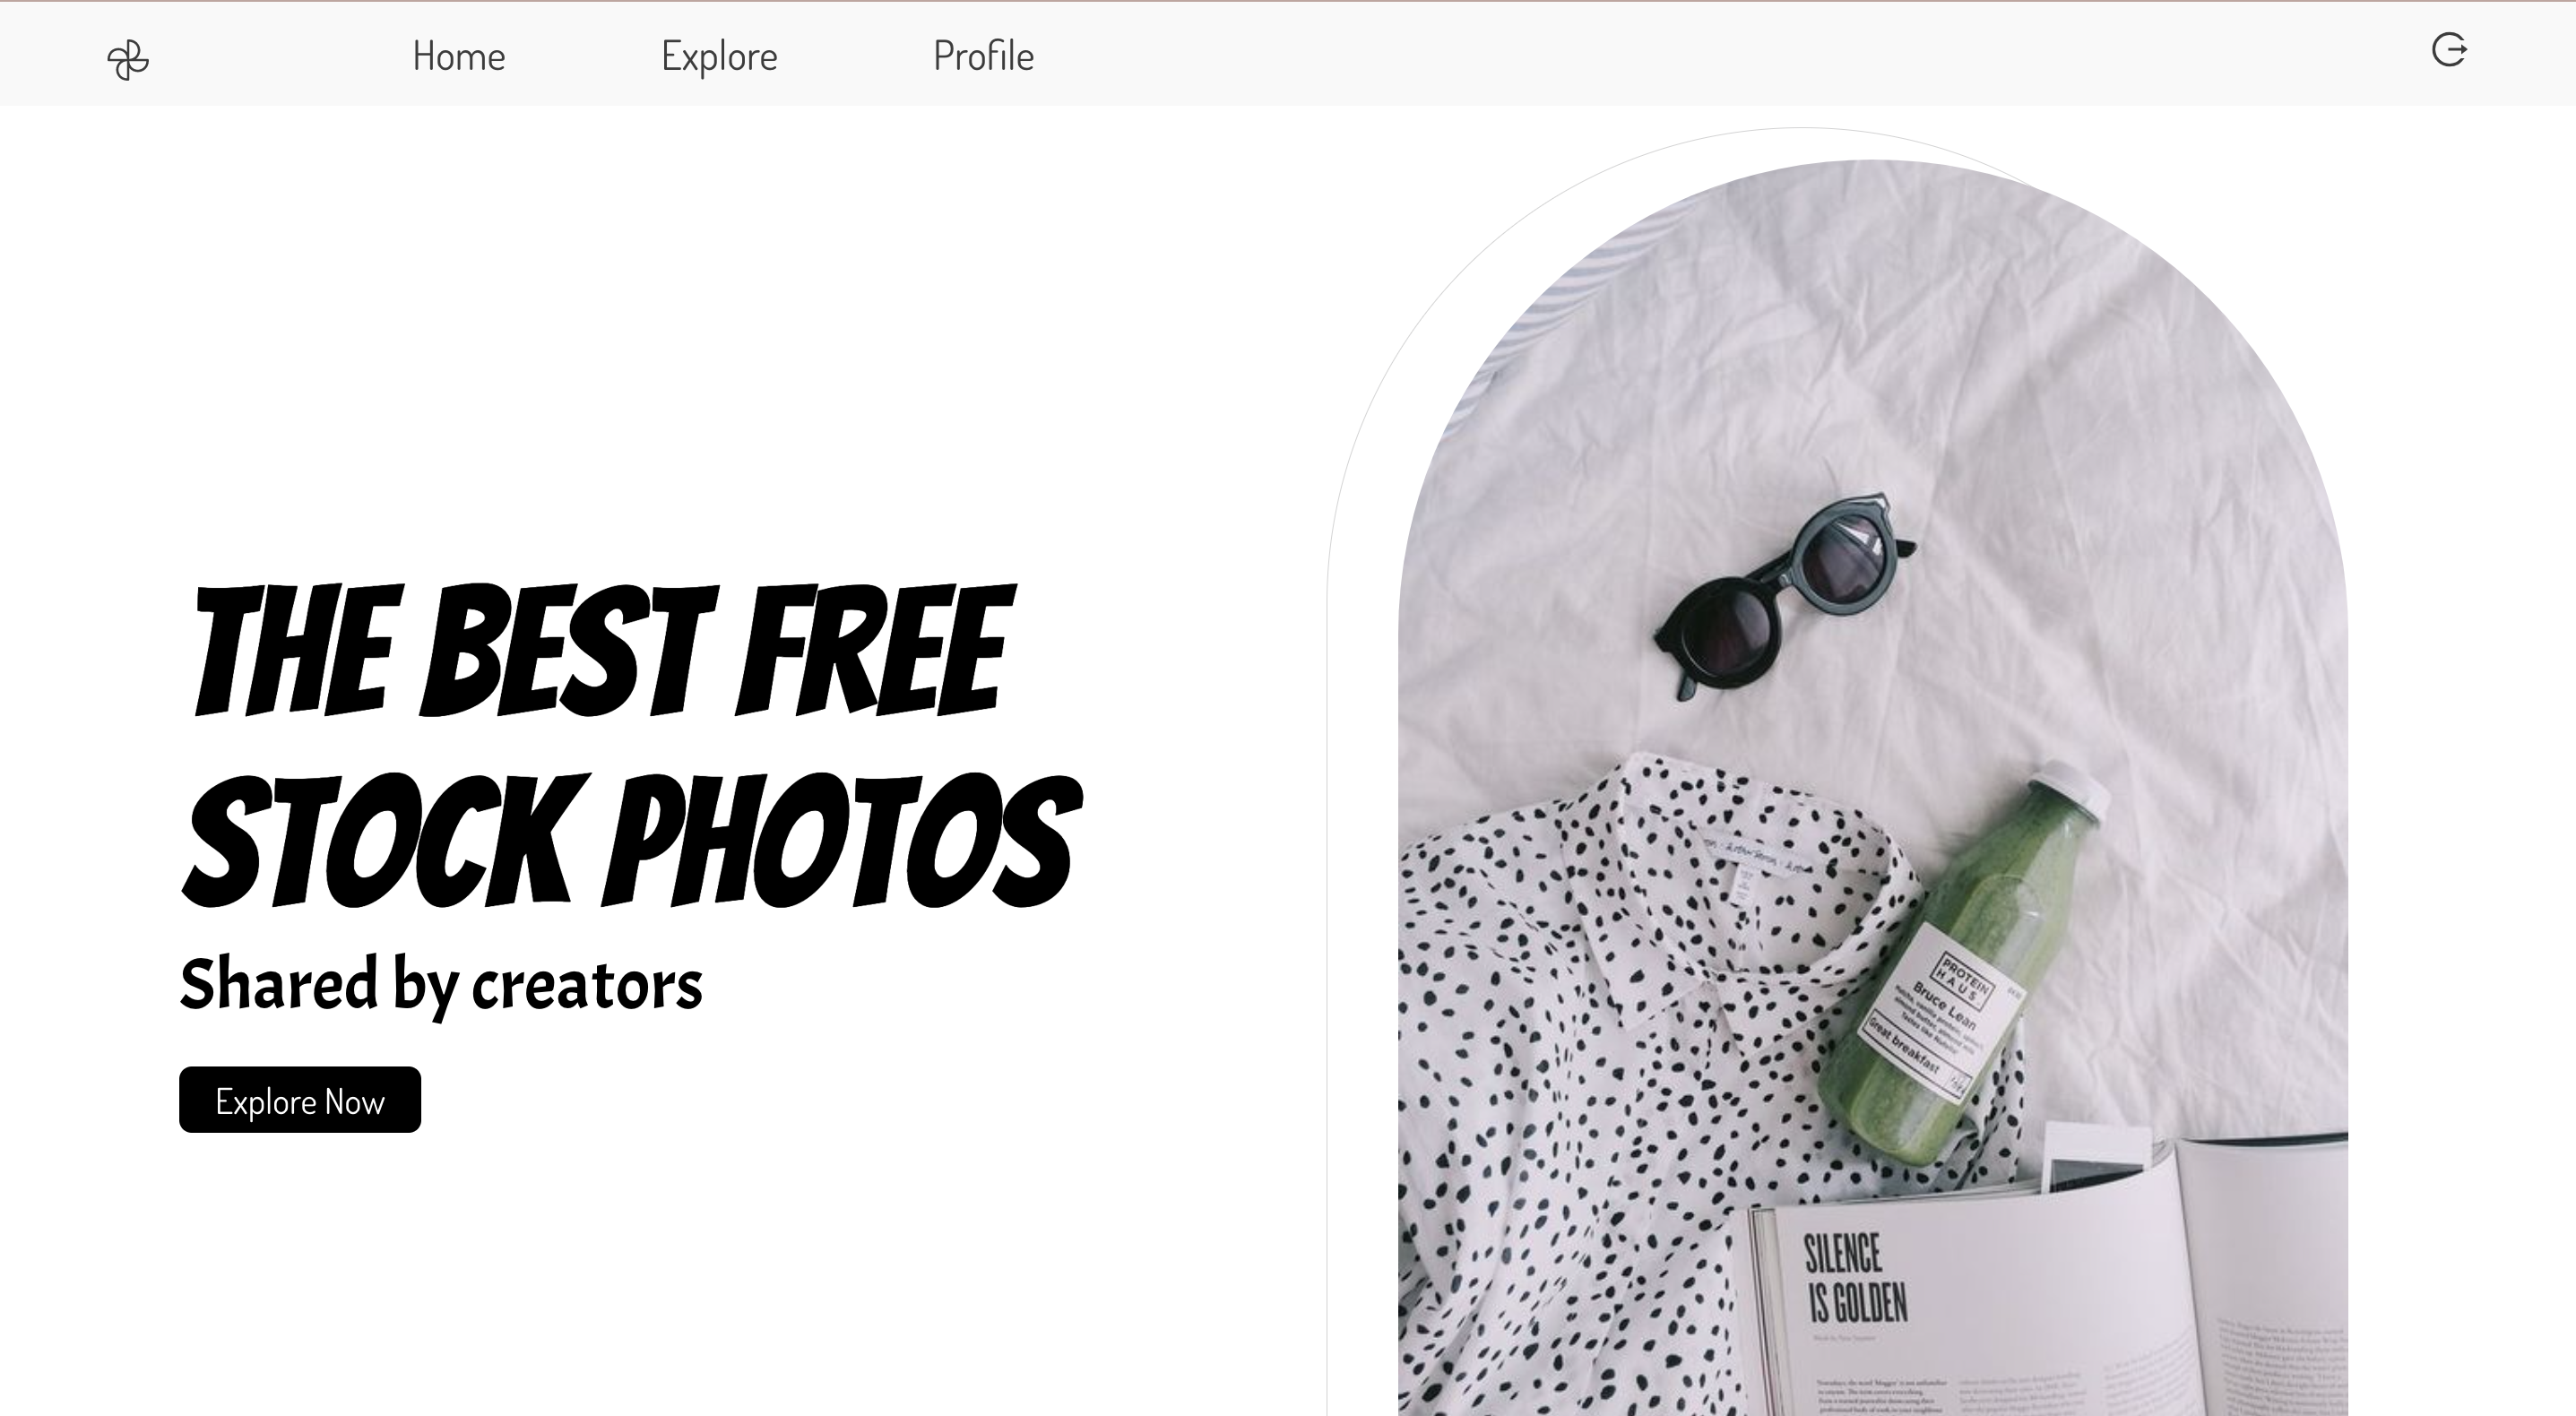 Home Explore Profile
THE BEST FREE
STOCK PHOTOS
Shared by creators
Explore Now
PROTEIN
HAUS
Bruce Lean
Great breakfast
SILENCE
IS GOLDEN